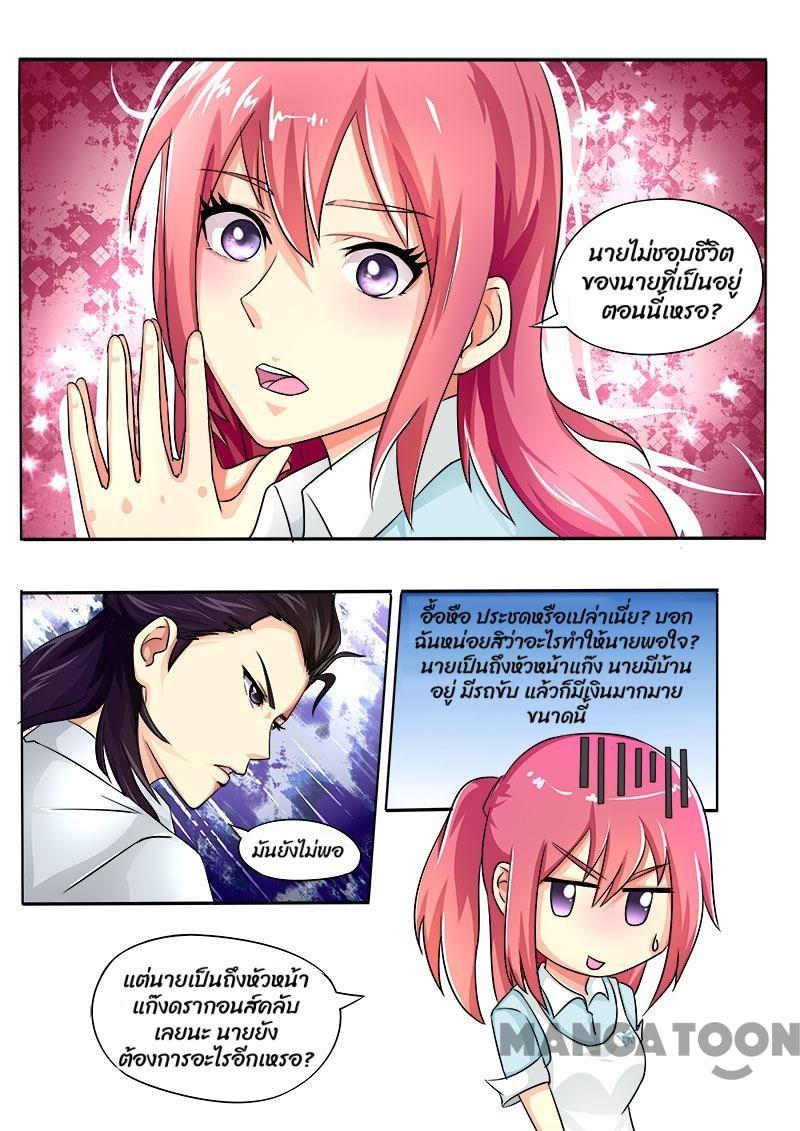 นายไม่ชอบชีวิต
ของนายที่เป็นอยู่
ตอนนี้เหรอ?
อื้อหือ ประชดหรือเปล่าเนี่ย? บอก
ฉันหน่อยสิว่าอะไรทำให้นายพอใจ?
นายเป็นถึงหัวหน้าแก๊ง นายมีบ้าน
อยู่ มีรถขับ แล้วก็มีเงินมากมาย
ขนาดนี้
มันยังไม่พอ
แต่นายเป็นถึงหัวหน้า
แก๊งดรากอนส์คลับ
เลยนะ นายยัง
ต้องการอะไรอีกเหรอ?
MANGATOON